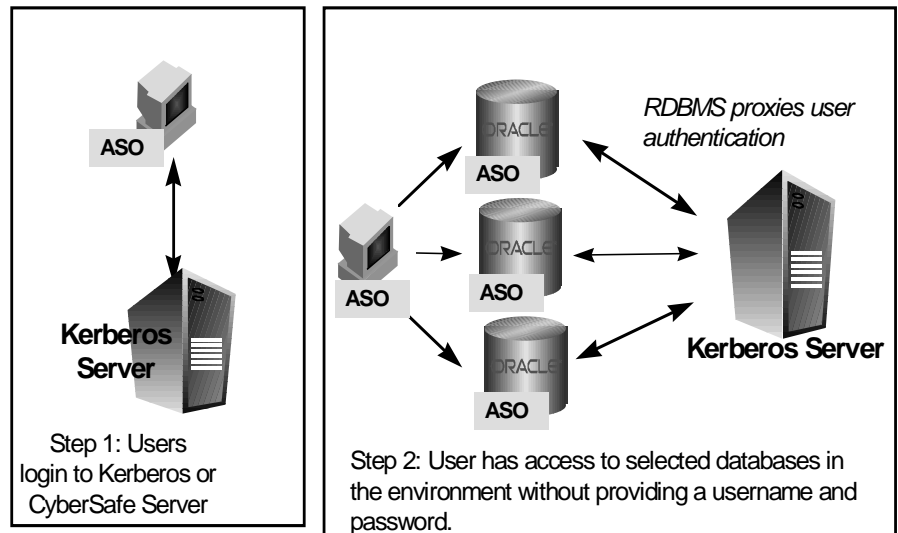 ASO
Kerberos
Server
Step 1: Users
login to Kerberos or
CyberSafe Server
RDBMS proxies user
authentication
ORACLE
ASO
ORACLE
ASO
ASO
ORACLE
ASO
Kerberos Server
Step 2: User has access to selected databases in
the environment without providing a username and
password.